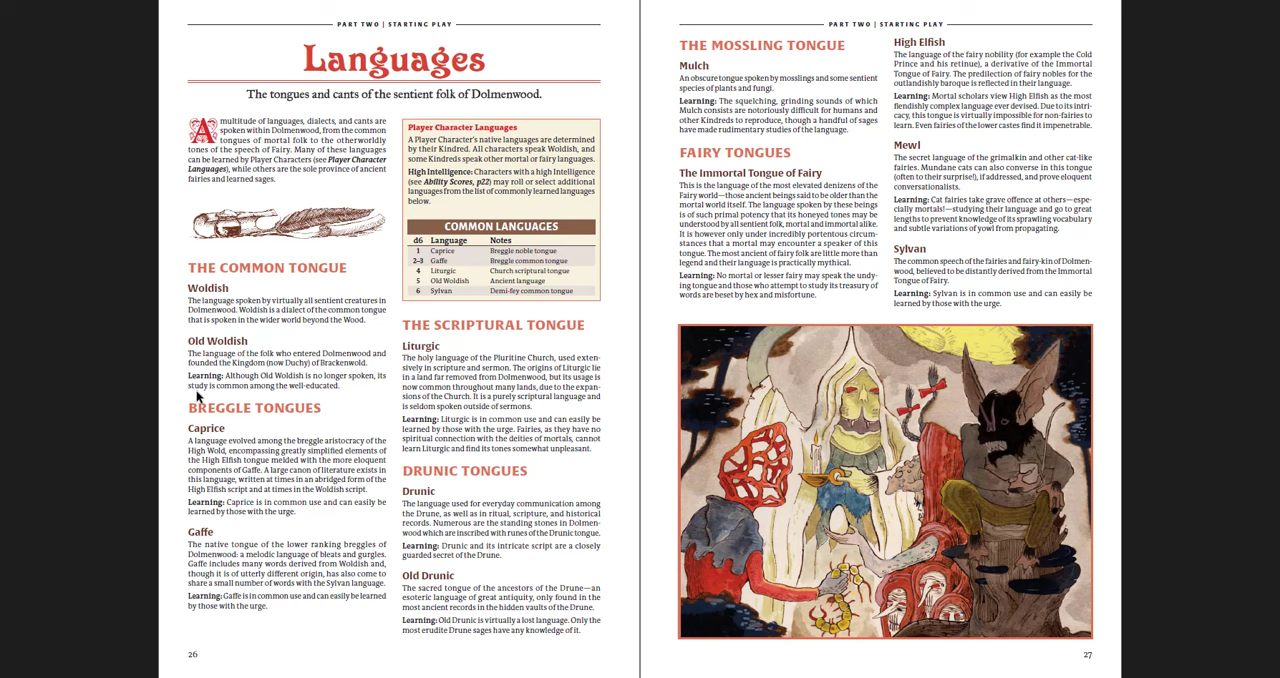 PART TWO | STARTING PLAY
Languages
The tongues and cants of the sentient folk of Dolmenwood.
A multitude of languages, dialects, and cants are
spoken within Dolmenwood, from the common
tongues of mortal folk to the otherworldly
tones of the speech of Fairy. Many of these languages
can be learned by Player Characters (see Player Character
Languages), while others are the sole province of ancient
fairies and learned sages.
THE COMMON TONGUE
Woldish
The language spoken by virtually all sentient creatures in
Dolmenwood. Woldish is a dialect of the common tongue
that is spoken in the wider world beyond the Wood.
Old Woldish
The language of the folk who entered Dolmenwood and
founded the Kingdom (now Duchy) of Brackenwold.
Learning: Although Old Woldish is no longer spoken, its
study is common among the well-educated.
BREGGLE TONGUES
Caprice
A language evolved among the breggle aristocracy of the
High Wold, encompassing greatly simplified elements of
the High Elfish tongue melded with the more eloquent
components of Gaffe. A large canon of literature exists in
this language, written at times in an abridged form of the
High Elfish script and at times in the Woldish script.
Learning: Caprice is in common use and can easily be
learned by those with the urge.
Gaffe
The native tongue of the lower ranking breggles of
Dolmenwood: a melodic language of bleats and gurgles.
Gaffe includes many words derived from Woldish and,
though it is of utterly different origin, has also come to
share a small number of words with the Sylvan language.
Learning: Gaffe is in common use and can easily be learned
by those with the urge.
Player Character Languages
A Player Character's native languages are determined
by their Kindred. All characters speak Woldish, and
some Kindreds speak other mortal or fairy languages.
High Intelligence: Characters with a high Intelligence
(see Ability Scores, p22) may roll or select additional
languages from the list of commonly learned languages
below.
COMMON LANGUAGES
d6 Language Notes
1 Caprice Breggle noble tongue
2–3 Gaffe Breggle common tongue
4 Liturgic Church scriptural tongue
5 Old Woldish Ancient language
6 Sylvan Demi-fey common tongue
THE SCRIPTURAL TONGUE
Liturgic
The holy language of the Pluritine Church, used exten-
sively in scripture and sermon. The origins of Liturgic lie
in a land far removed from Dolmenwood, but its usage is
now common throughout many lands, due to the expan-
sions of the Church. It is a purely scriptural language and
is seldom spoken outside of sermons.
Learning: Liturgic is in common use and can easily be
learned by those with the urge. Fairies, as they have no
spiritual connection with the deities of mortals, cannot
learn Liturgic and find its tones somewhat unpleasant.
DRUNIC TONGUES
Drunic
The language used for everyday communication among
the Drune, as well as in ritual, scripture, and historical
records. Numerous are the standing stones in Dolmen-
wood which are inscribed with runes of the Drunic tongue.
Learning: Drunic and its intricate script are a closely
guarded secret of the Drune.
Old Drunic
The sacred tongue of the ancestors of the Drune—an
esoteric language of great antiquity, only found in the
most ancient records in the hidden vaults of the Drune.
Learning: Old Drunic is virtually a lost language. Only the
most erudite Drune sages have any knowledge of it.
26
PART TWO | STARTING PLAY
THE MOSSLING TONGUE
Mulch
An obscure tongue spoken by mosslings and some sentient
species of plants and fungi.
Learning: The squelching, grinding sounds of which
Mulch consists are notoriously difficult for humans and
other Kindreds to reproduce, though a handful of sages
have made rudimentary studies of the language.
FAIRY TONGUES
The Immortal Tongue of Fairy
This is the language of the most elevated denizens of the
Fairy world—those ancient beings said to be older than the
mortal world itself. The language spoken by these beings
is of such primal potency that its honeyed tones may be
understood by all sentient folk, mortal and immortal alike.
It is however only under incredibly portentous circum-
stances that a mortal may encounter a speaker of this
tongue. The most ancient of fairy folk are little more than
legend and their language is practically mythical.
Learning: No mortal or lesser fairy may speak the undy-
ing tongue and those who attempt to study its treasury of
words are beset by hex and misfortune.
High Elfish
The language of the fairy nobility (for example the Cold
Prince and his retinue), a derivative of the Immortal
Tongue of Fairy. The predilection of fairy nobles for the
outlandishly baroque is reflected in their language.
Learning: Mortal scholars view High Elfish as the most
fiendishly complex language ever devised. Due to its intri-
cacy, this tongue is virtually impossible for non-fairies to
learn. Even fairies of the lower castes find it impenetrable.
Mewl
The secret language of the grimalkin and other cat-like
fairies. Mundane cats can also converse in this tongue
(often to their surprise!), if addressed, and prove eloquent
conversationalists.
Learning: Cat fairies take grave offence at others—espe-
cially mortals!—studying their language and go to great
lengths to prevent knowledge of its sprawling vocabulary
and subtle variations of yowl from propagating.
Sylvan
The common speech of the fairies and fairy-kin of Dolmen-
wood, believed to be distantly derived from the Immortal
Tongue of Fairy.
Learning: Sylvan is in common use and can easily be
learned by those with the urge.
27